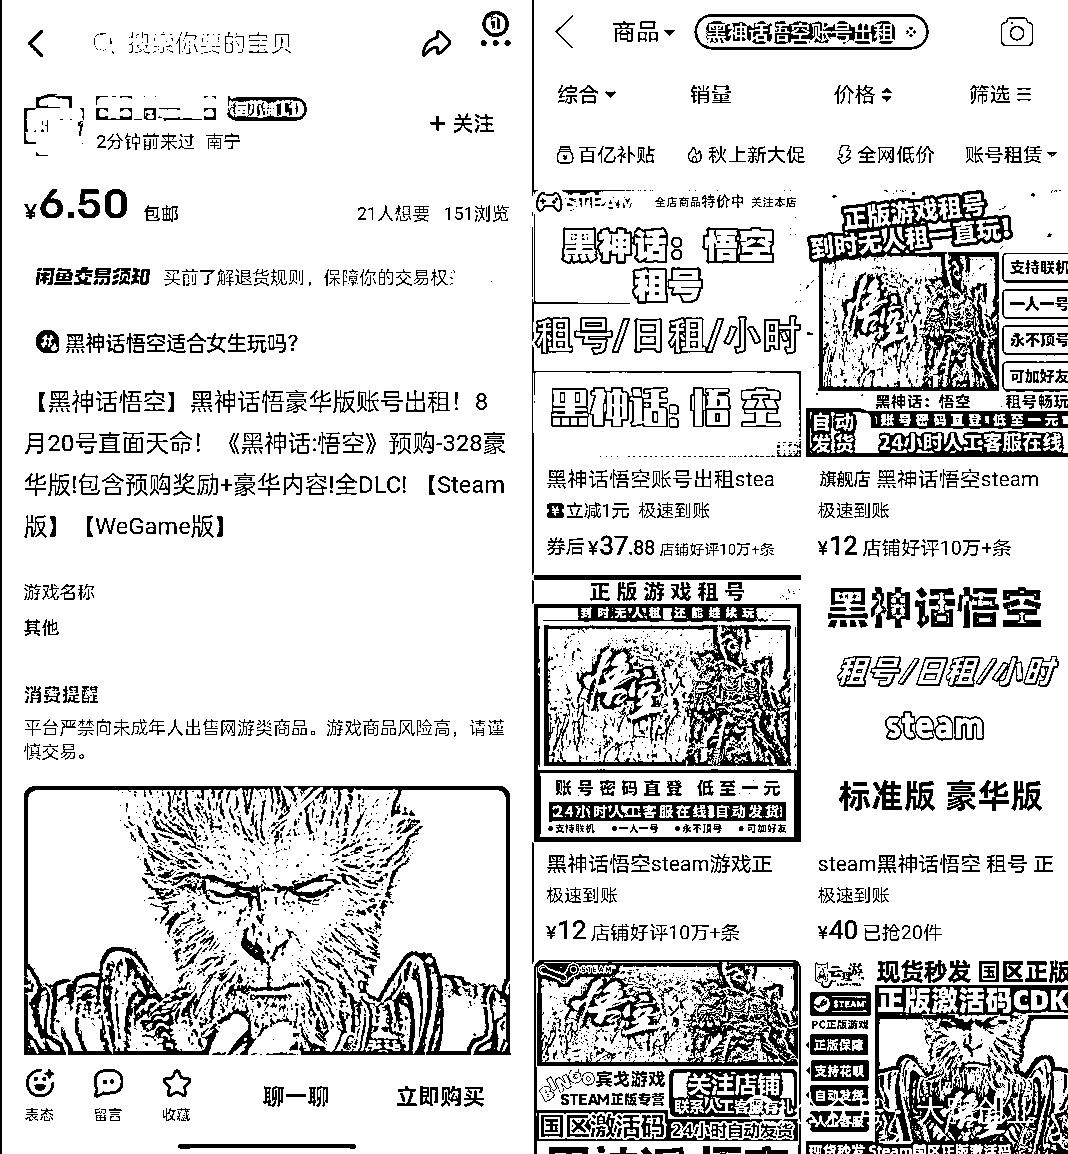 搜索你要的宝贝
2分钟前来过 南宁
+ 关注
¥6.50 包邮
21人想要 151浏览
闲鱼交易须知 买前了解退货规则，保障你的交易权
黑神话悟空适合女生玩吗？
【黑神话悟空】黑神话悟豪华版账号出租！8
月20号直面天命！《黑神话:悟空》预购-328豪
华版!包含预购奖励+豪华内容!全DLC!【Steam
版】【WeGame版】
游戏名称
其他
消费提醒
平台严禁向未成年人出售网游类商品。游戏商品风险高，请谨
慎交易。
表态
留言
收藏
聊一聊
立即购买
商品
黑神话悟空账号出租
综合
销量
价格
筛选
百亿补贴
秋上新大促
全网低价
账号租赁
STEAM 全店商品特价中 关注本店
黑神话：悟空
租号
租号/日租/小时
黑神话:悟空
黑神话悟空账号出租stea
立减1元 极速到账
券后¥37.88 店铺好评10万+条
正版游戏租号
到时无人租一直玩！
悟空
支持联机
一人一号
永不顶号
可加好友
黑神话：悟空
租号畅玩
自动
发货
账号密码直登低至一元
24小时人工客服在线
旗舰店 黑神话悟空steam
极速到账
¥12 店铺好评10万+条
正版游戏租号
到时无人租 还能继续玩
悟空
账号密码直登 低至一元
24小时人工客服在线自动发货
•支持联机 •一人一号 •永不顶号 •可加好友
黑神话悟空steam游戏正
极速到账
¥12 店铺好评10万+条
黑神话悟空
租号/日租/小时
steam
标准版 豪华版
steam黑神话悟空 租号 正
极速到账
¥40 已抢20件
STEAM
悟空
BINGO宾戈游戏
STEAM正版专营
关注店铺
联系人工客服有礼
国区激活码
24小时自动发货
现货秒发 国区正版
正版激活码CDK
STEAM
PC正版游戏
正版保障
支持花呗
自动发货
人工客服
悟空
现货秒发Steam国区正版激活码